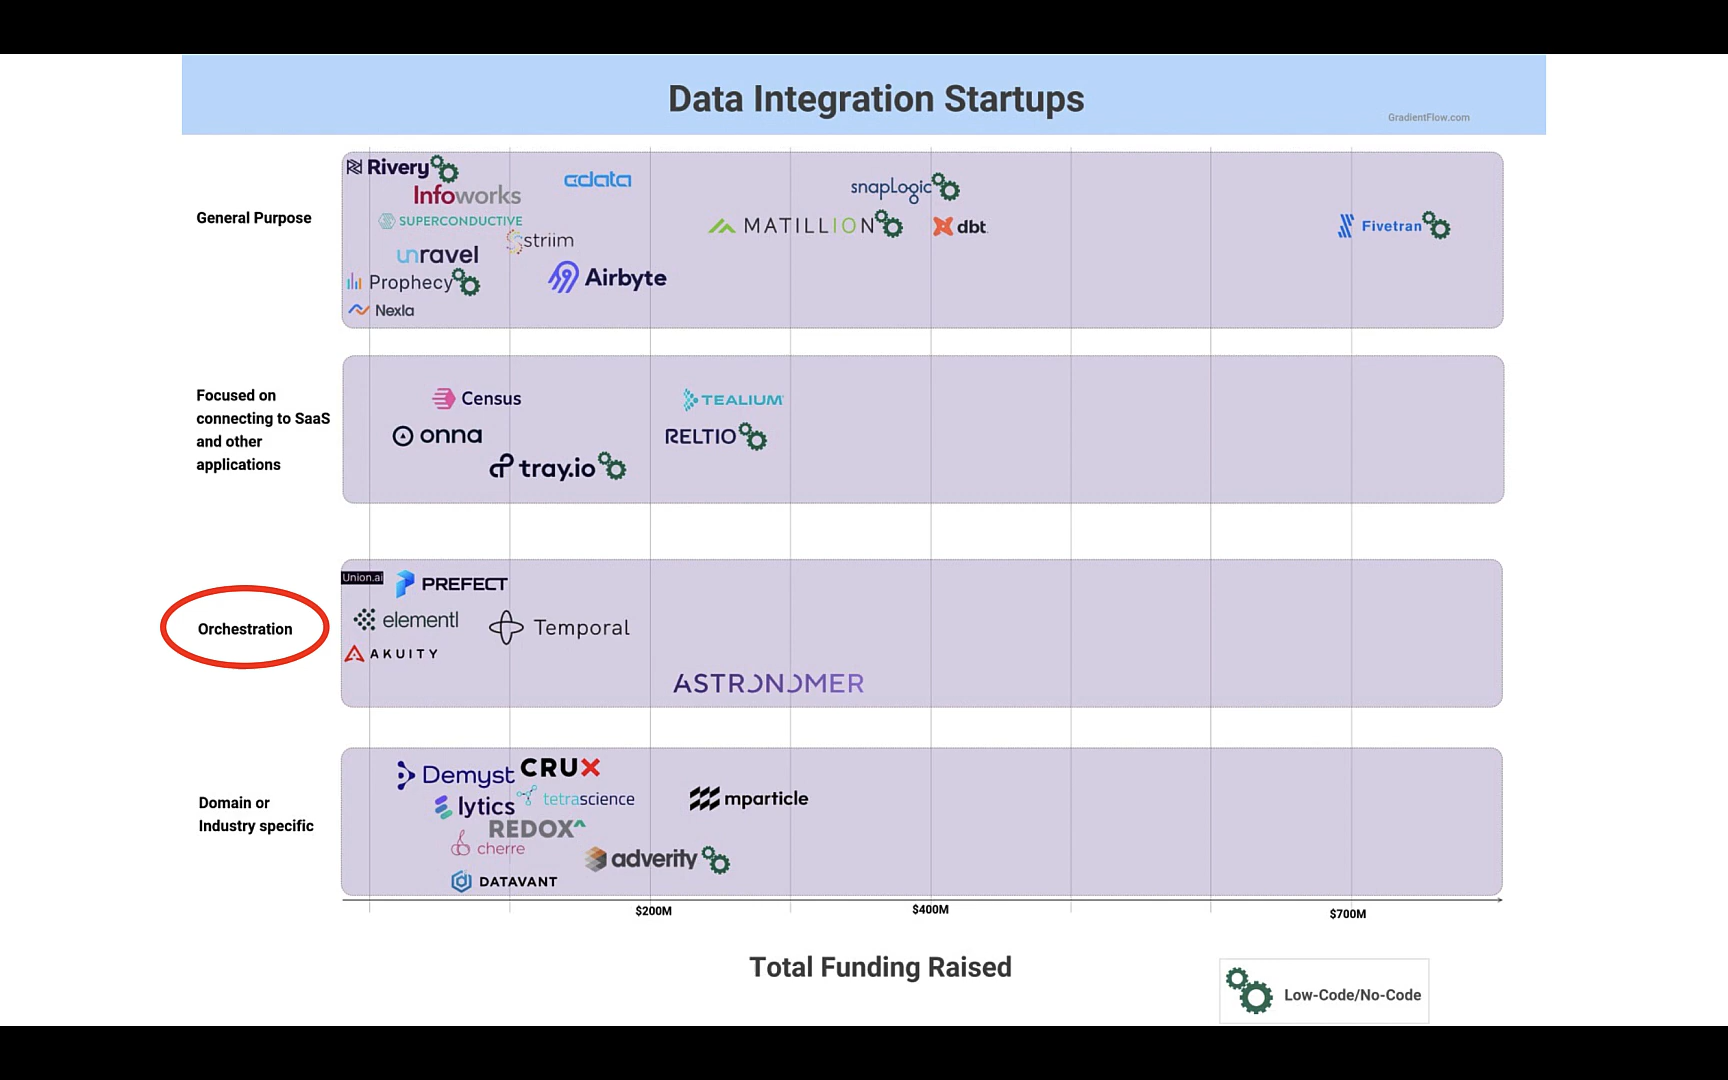 Data Integration Startups
GradientFlow.com
General Purpose
Rivery
Infoworks
cdata
SUPERCONDUCTIVE
striim
unravel
Prophecy
Airbyte
Nexla
snapLogic
MATILLION
dbt
Fivetran
Focused on
connecting to SaaS
and other
applications
Census
TEALIUM
onna
RELTIO
tray.io
Orchestration
Union.ai
PREFECT
elementl
Temporal
AKUITY
ASTRONOMER
Domain or
Industry specific
Demyst
CRUX
lytics
tetrascience
mparticle
REDOX
cherre
adverity
DATAVANT
$200M
$400M
$700M
Total Funding Raised
Low-Code/No-Code